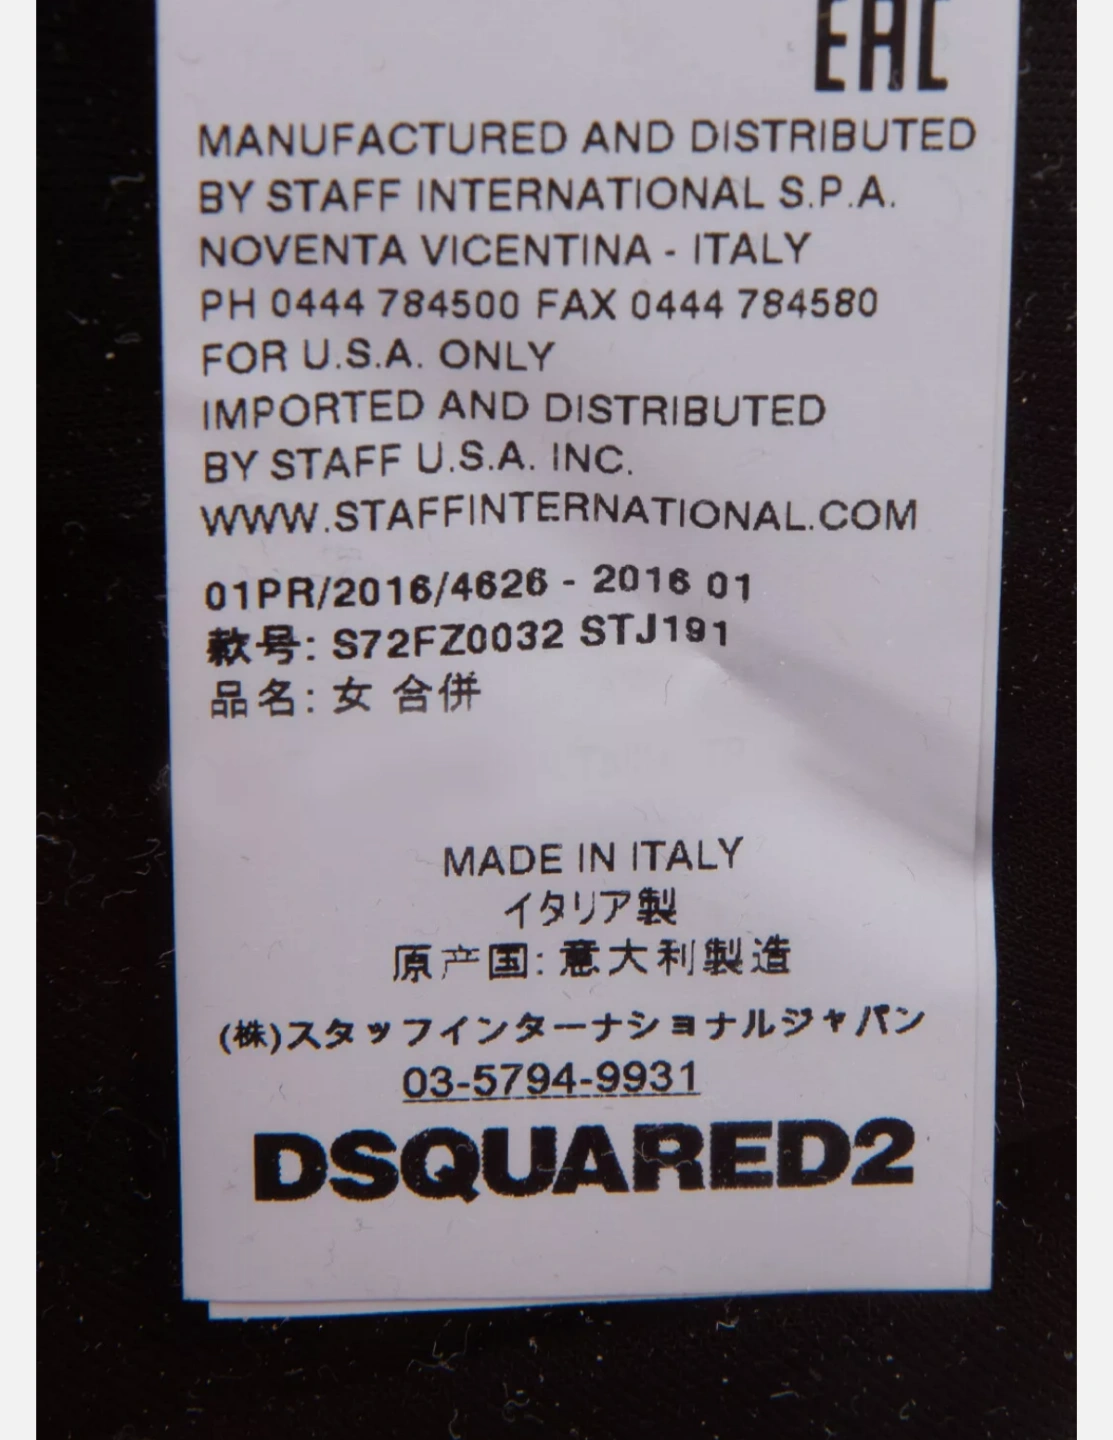 EAC
MANUFACTURED AND DISTRIBUTED
BY STAFF INTERNATIONAL S.P.A.
NOVENTA VICENTINA - ITALY
PH 0444 784500 FAX 0444 784580
FOR U.S.A. ONLY
IMPORTED AND DISTRIBUTED
BY STAFF U.S.A. INC.
WWW.STAFFINTERNATIONAL.COM
01PR/2016/4626 - 2016 01
款号: S72FZ0032 STJ191
品名: 女 合併
MADE IN ITALY
イタリア製
原产国: 意大利製造
(株)スタッフインターナショナルジャパン
03-5794-9931
DSQUARED2